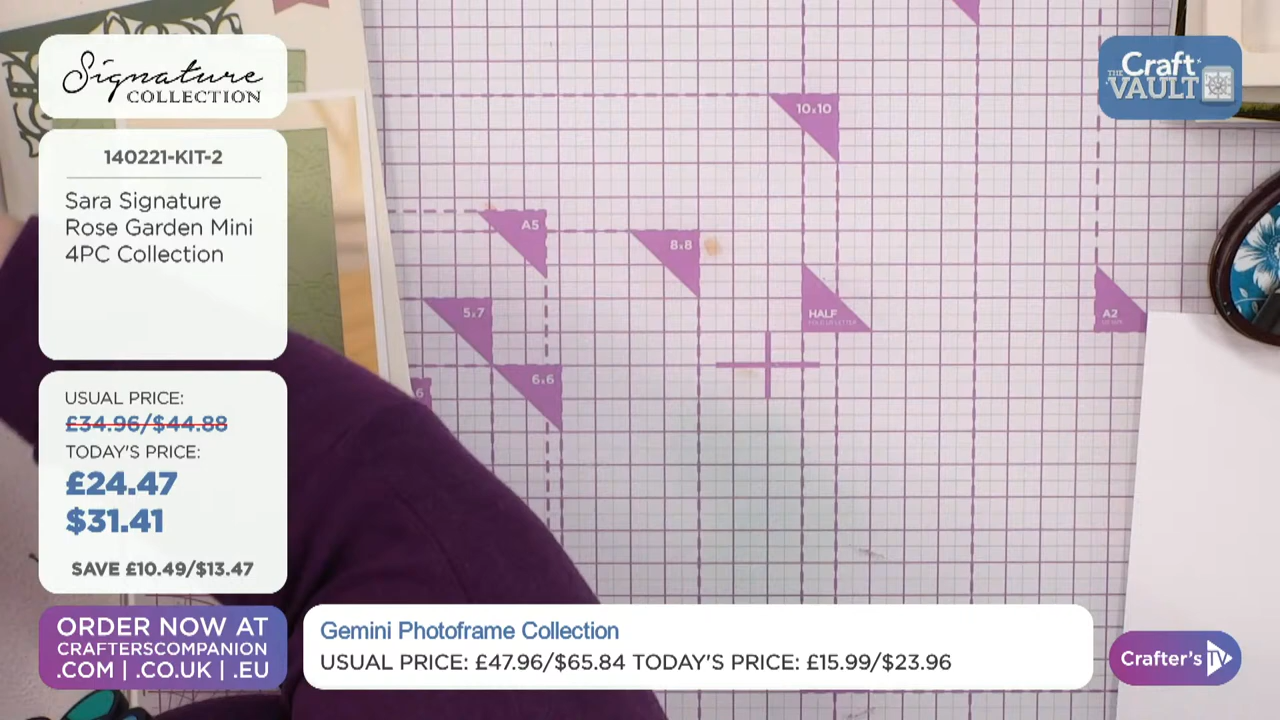 Signature
COLLECTION
140221-KIT-2
Sara Signature
Rose Garden Mini
4PC Collection
USUAL PRICE:
£34.96/$44.88
TODAY'S PRICE:
£24.47
$31.41
SAVE £10.49/$13.47
ORDER NOW AT
CRAFTERSCOMPANION
.COM | .CO.UK | .EU
Gemini Photoframe Collection
USUAL PRICE: £47.96/$65.84 TODAY'S PRICE: £15.99/$23.96
Crafter's TV
THE Craft
VAULT
10x10
A5
8x8
5x7
HALF
A2
6x6
6